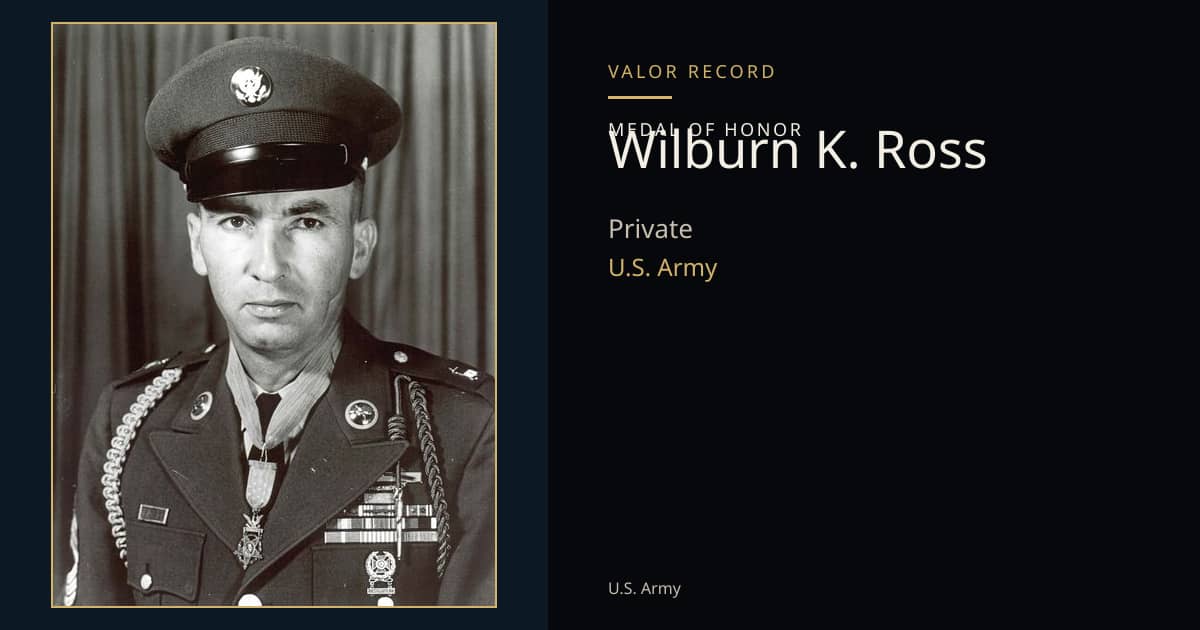 VALOR RECORD
MEDAL OF HONOR
Wilburn K. Ross
Private
U.S. Army
U.S. Army